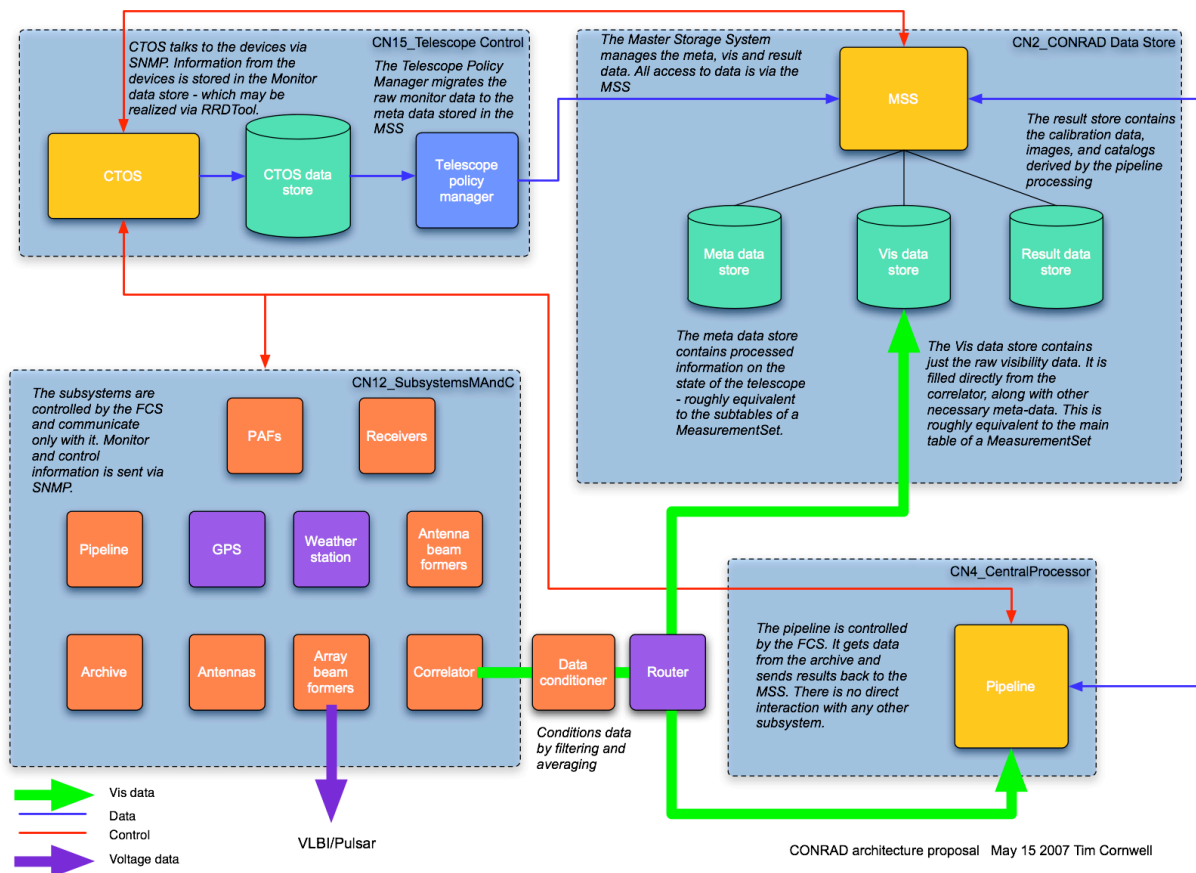 CN15_Telescope Control
CTOS talks to the devices via
SNMP. Information from the
devices is stored in the Monitor
data store - which may be
realized via RRDTool.
The Telescope Policy
Manager migrates the
raw monitor data to the
meta data stored in the
MSS
CTOS
CTOS data
store
Telescope
policy
manager
CN2_CONRAD Data Store
The Master Storage System
manages the meta, vis and result
data. All access to data is via the
MSS
MSS
The result store contains
the calibration data,
images, and catalogs
derived by the pipeline
processing
Meta data
store
Vis data
store
Result data
store
The meta data store
contains processed
information on the
state of the telescope
- roughly equivalent
to the subtables of a
MeasurementSet.
The Vis data store contains
just the raw visibility data. It is
filled directly from the
correlator, along with other
necessary meta-data. This is
roughly equivalent to the main
table of a MeasurementSet
CN12_SubsystemsMAndC
The subsystems are
controlled by the FCS
and communicate
only with it. Monitor
and control
information is sent via
SNMP.
PAFs
Receivers
Pipeline
GPS
Weather
station
Antenna
beam
formers
Archive
Antennas
Array
beam
formers
Correlator
Data
conditioner
Router
Conditions data
by filtering and
averaging
CN4_CentralProcessor
The pipeline is controlled
by the FCS. It gets data
from the archive and
sends results back to the
MSS. There is no direct
interaction with any other
subsystem.
Pipeline
Vis data
Data
Control
Voltage data
VLBI/Pulsar
CONRAD architecture proposal May 15 2007 Tim Cornwell